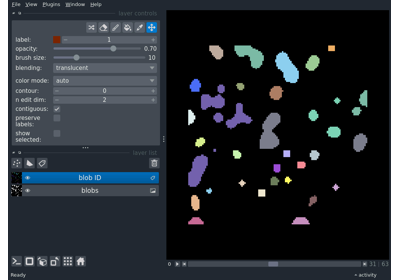 File View Plugins Window Help
layer controls
label: 1
opacity: 0.70
brush size: 10
blending: translucent
color mode: auto
contour: 0
n edit dim: 2
contiguous:
preserve
labels:
show
selected:
layer list
blob ID
blobs
Ready
11 63
activity